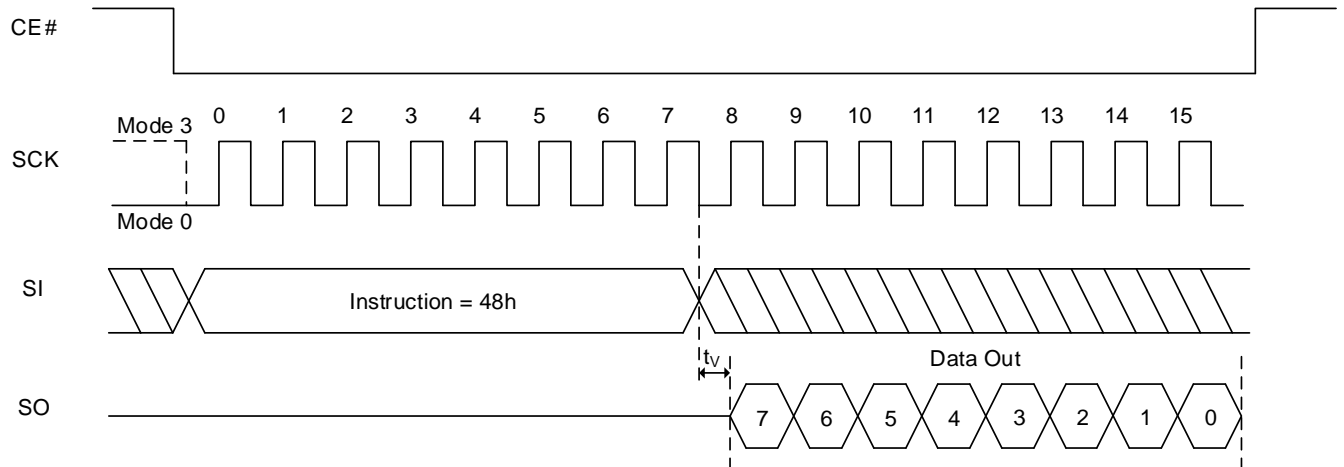 CE#
0 1 2 3 4 5 6 7 8 9 10 11 12 13 14 15
Mode 3
SCK
Mode 0
SI
Instruction = 48h
tV
Data Out
SO
7 6 5 4 3 2 1 0